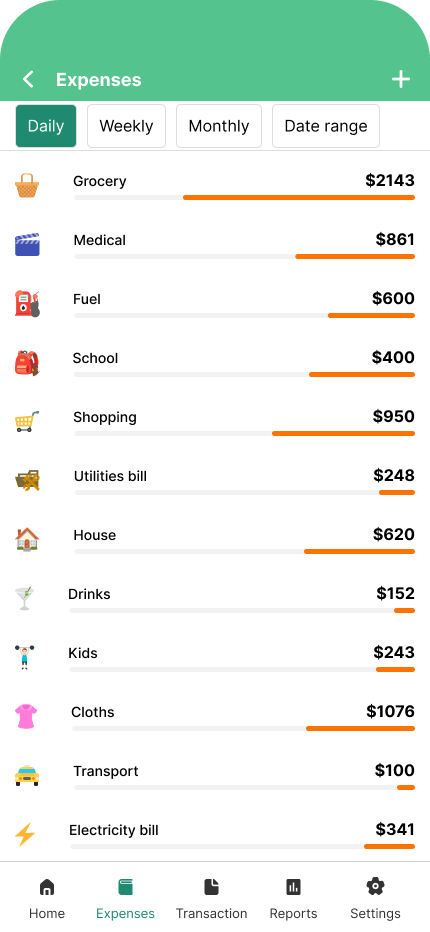 Expenses
Daily Weekly Monthly Date range
Grocery $2143
Medical $861
Fuel $600
School $400
Shopping $950
Utilities bill $248
House $620
Drinks $152
Kids $243
Cloths $1076
Transport $100
Electricity bill $341
Home Expenses Transaction Reports Settings